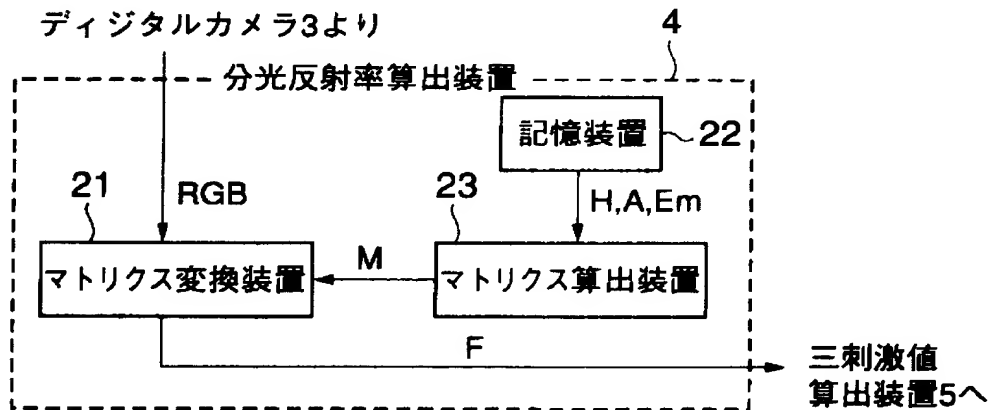 ディジタルカメラ3より
4
分光反射率算出装置
記憶装置
22
21
RGB
23
H,A,Em
マトリクス変換装置
M
マトリクス算出装置
F
三刺激値
算出装置5へ